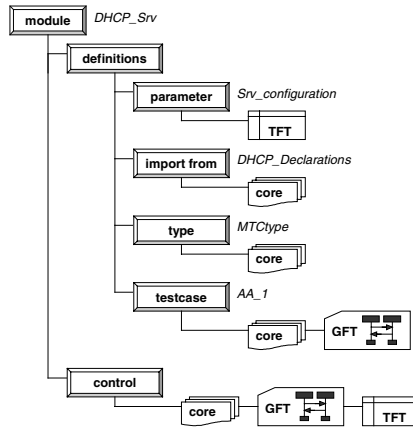 module DHCP_Srv
definitions
parameter Srv_configuration
TFT
import from DHCP_Declarations
core
type MTCtype
core
testcase AA_1
core GFT
control
core GFT TFT